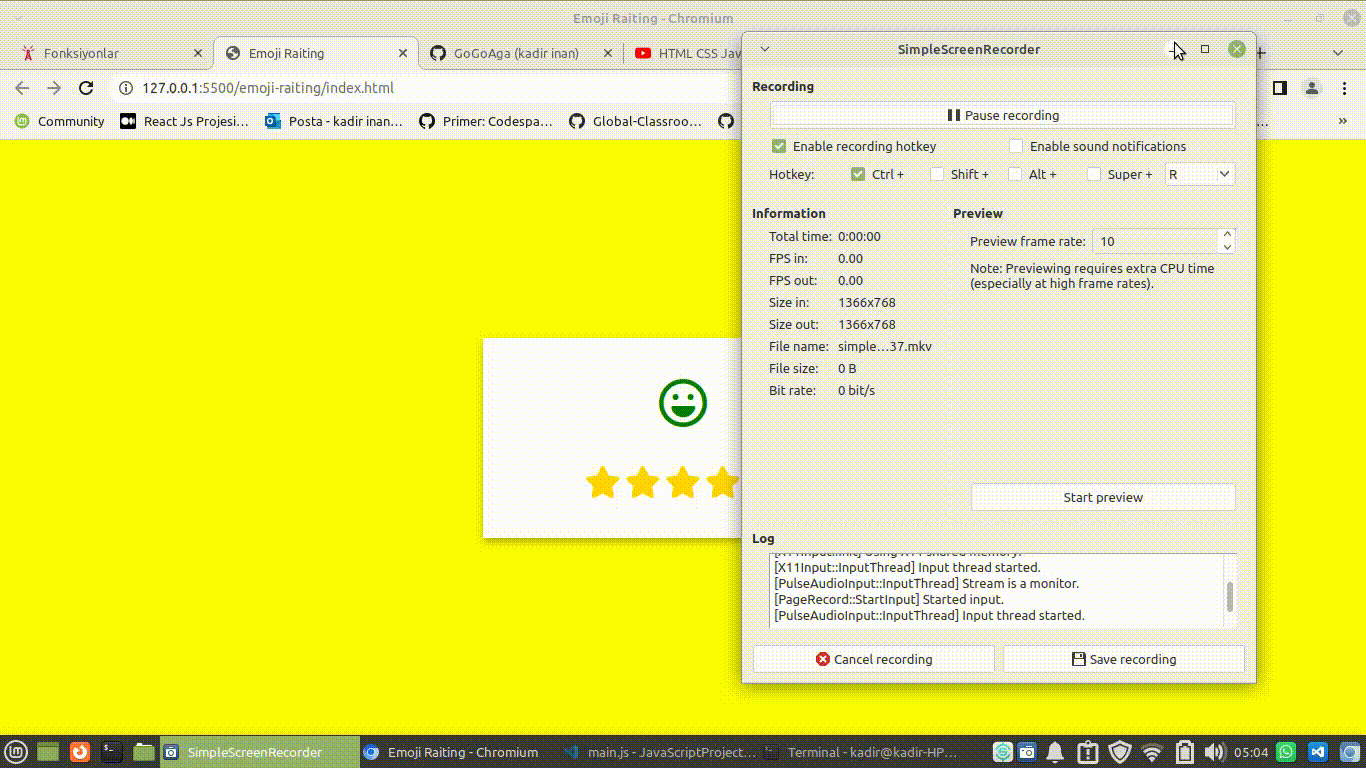 Emoji Raiting - Chromium
Fonksiyonlar
Emoji Raiting
GoGoAga (kadir inan)
HTML CSS Jav
127.0.0.1:5500/emoji-raiting/index.html
Community
React Js Projesi...
Posta - kadir inan...
Primer: Codespa...
Global-Classroo...
SimpleScreenRecorder
Recording
Pause recording
Enable recording hotkey
Enable sound notifications
Hotkey:
Ctrl +
Shift +
Alt +
Super +
R
Information
Total time: 0:00:00
FPS in: 0.00
FPS out: 0.00
Size in: 1366x768
Size out: 1366x768
File name: simple...37.mkv
File size: 0 B
Bit rate: 0 bit/s
Preview
Preview frame rate: 10
Note: Previewing requires extra CPU time
(especially at high frame rates).
Start preview
Log
[X11Input::Init] Using X11 shared memory.
[X11Input::InputThread] Input thread started.
[PulseAudioInput::InputThread] Stream is a monitor.
[PageRecord::StartInput] Started input.
[PulseAudioInput::InputThread] Input thread started.
Cancel recording
Save recording
SimpleScreenRecorder
Emoji Raiting - Chromium
main.js - JavaScriptProject...
Terminal - kadir@kadir-HP...
05:04